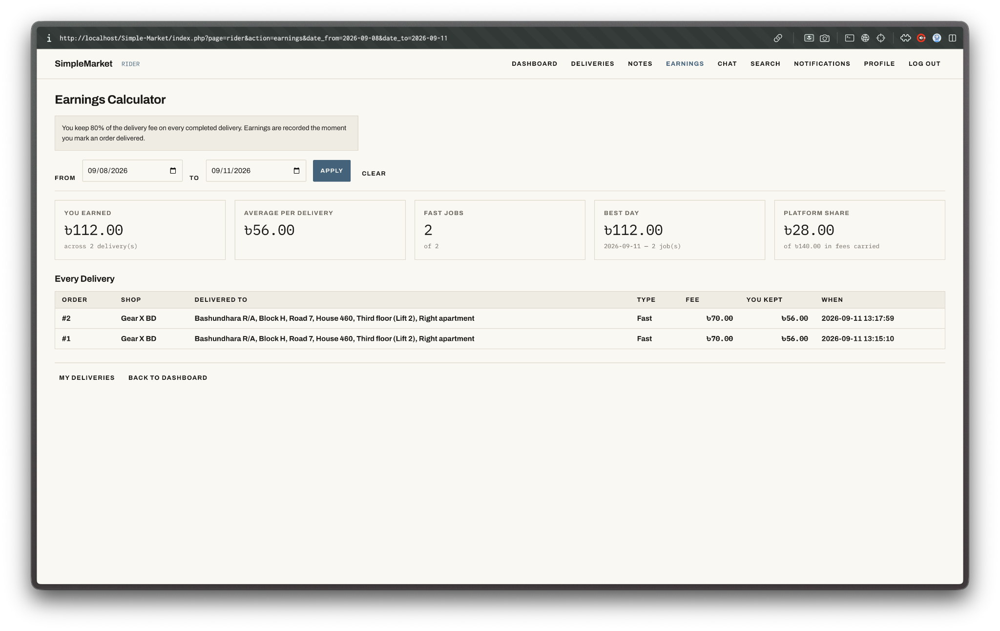 http://localhost/Simple-Market/index.php?page=rider&action=earnings&date_from=2026-09-08&date_to=2026-09-11
SimpleMarket RIDER DASHBOARD DELIVERIES NOTES EARNINGS CHAT SEARCH NOTIFICATIONS PROFILE LOG OUT
Earnings Calculator
You keep 80% of the delivery fee on every completed delivery. Earnings are recorded the moment
you mark an order delivered.
FROM 09/08/2026 TO 09/11/2026 APPLY CLEAR
YOU EARNED AVERAGE PER DELIVERY FAST JOBS BEST DAY PLATFORM SHARE
৳112.00 ৳56.00 2 ৳112.00 ৳28.00
across 2 delivery(s) of 2 2026-09-11 — 2 job(s) of ৳140.00 in fees carried
Every Delivery
ORDER SHOP DELIVERED TO TYPE FEE YOU KEPT WHEN
#2 Gear X BD Bashundhara R/A, Block H, Road 7, House 460, Third floor (Lift 2), Right apartment Fast ৳70.00 ৳56.00 2026-09-11 13:17:59
#1 Gear X BD Bashundhara R/A, Block H, Road 7, House 460, Third floor (Lift 2), Right apartment Fast ৳70.00 ৳56.00 2026-09-11 13:15:10
MY DELIVERIES BACK TO DASHBOARD